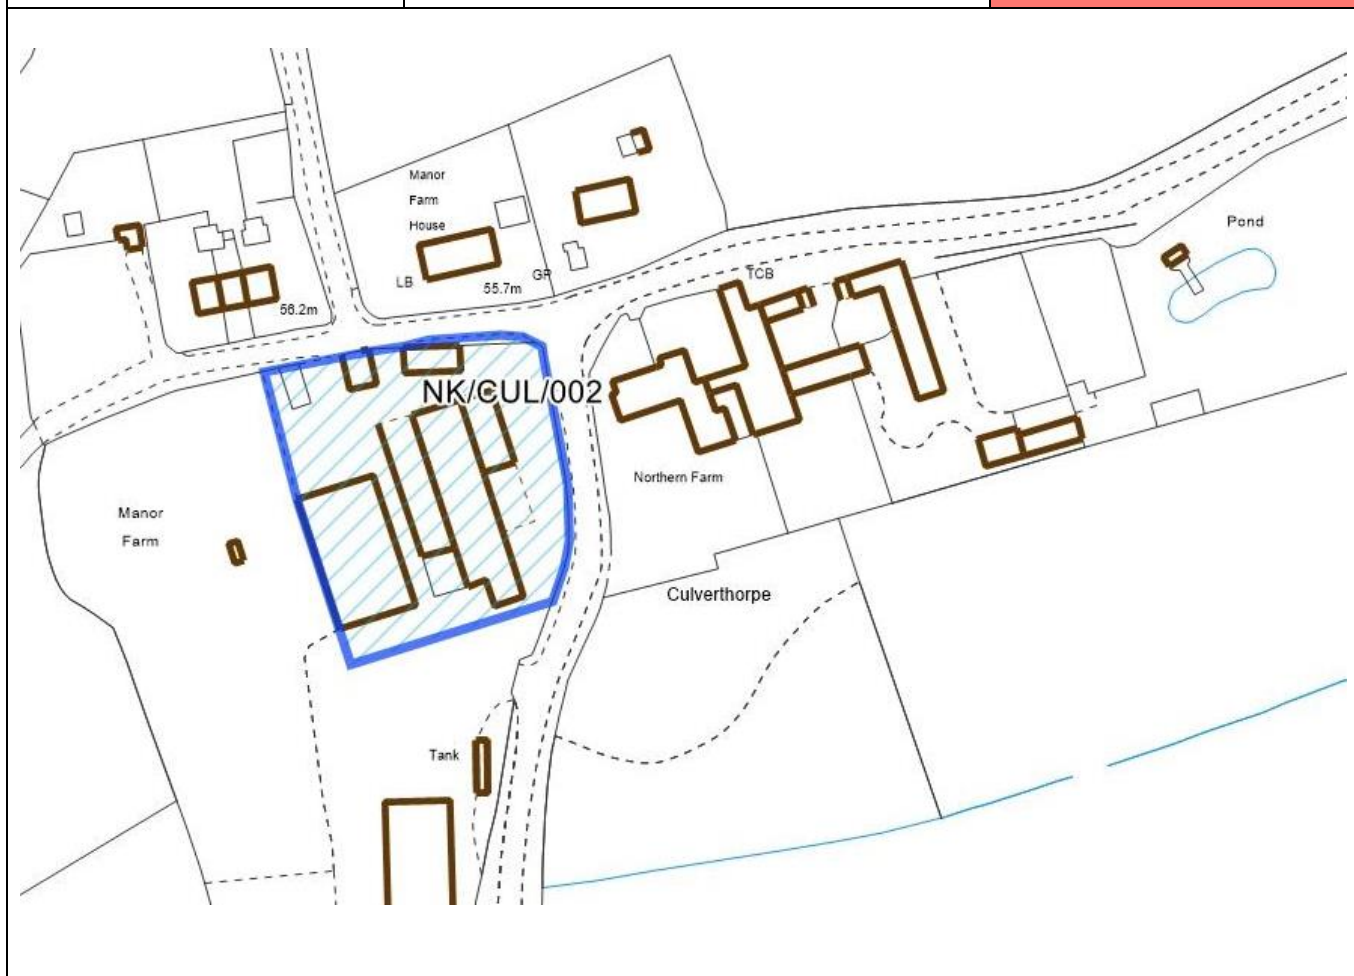 Manor
Farm
House
Pond
LB
GP
TCB
55.7m
56.2m
NK/CUL/002
Northern Farm
Manor
Farm
Culverthorpe
Tank